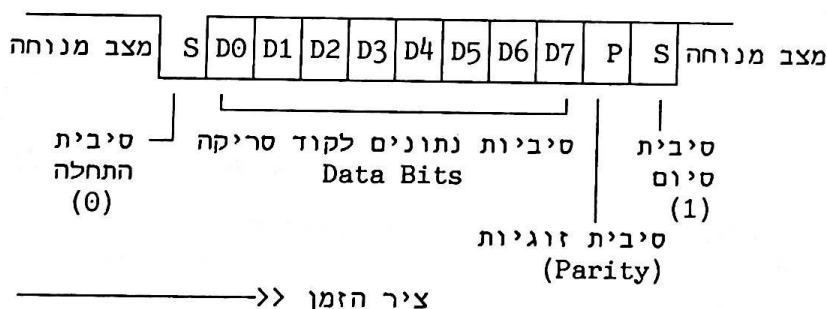 מצב מנוחה S D0 D1 D2 D3 D4 D5 D6 D7 P S מצב מנוחה
סיבית התחלה (0)
סיביות נתונים לקוד סריקה
Data Bits
סיבית סיום (1)
סיבית זוגיות
(Parity)
ציר הזמן >>